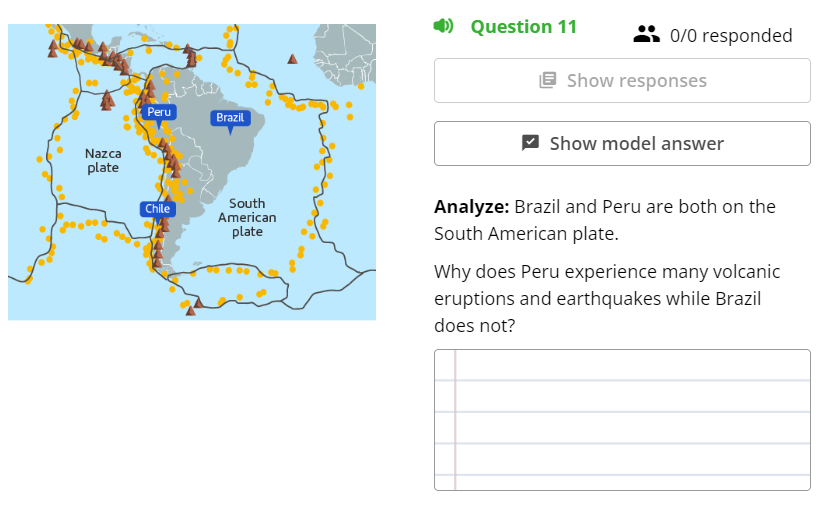 Question 11
0/0 responded
Show responses
Show model answer
Peru
Brazil
Nazca
plate
Chile
South
American
plate
Analyze: Brazil and Peru are both on the
South American plate.
Why does Peru experience many volcanic
eruptions and earthquakes while Brazil
does not?